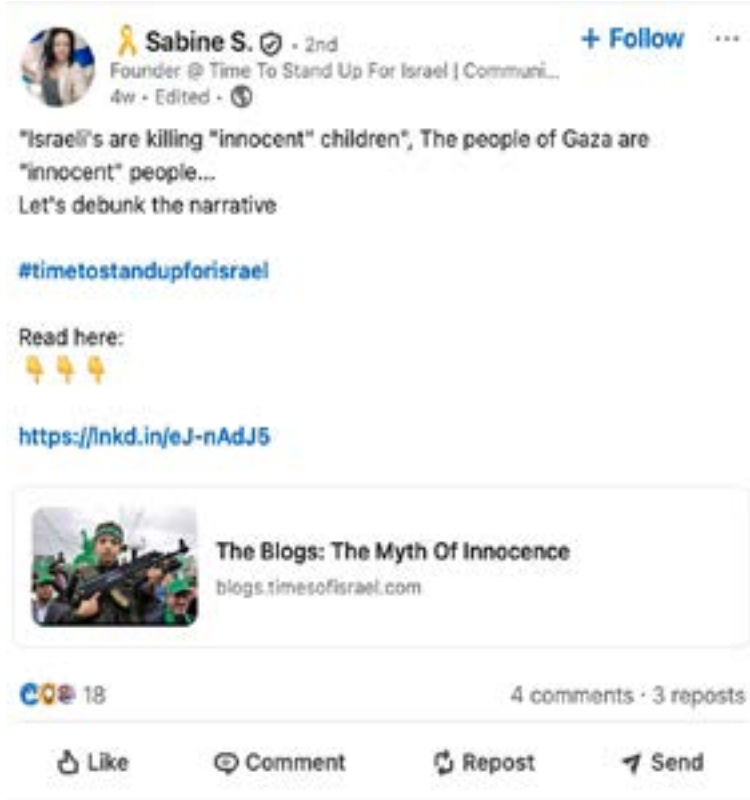 Sabine S. · 2nd
+ Follow ...
Founder @ Time To Stand Up For Israel | Communi...
4w · Edited ·
"Israeli's are killing "innocent" children", The people of Gaza are
"innocent" people...
Let's debunk the narrative
#timetostandupforisrael
Read here:
https://lnkd.in/eJ-nAdJ5
The Blogs: The Myth Of Innocence
blogs.timesofisrael.com
18
4 comments · 3 reposts
Like
Comment
Repost
Send